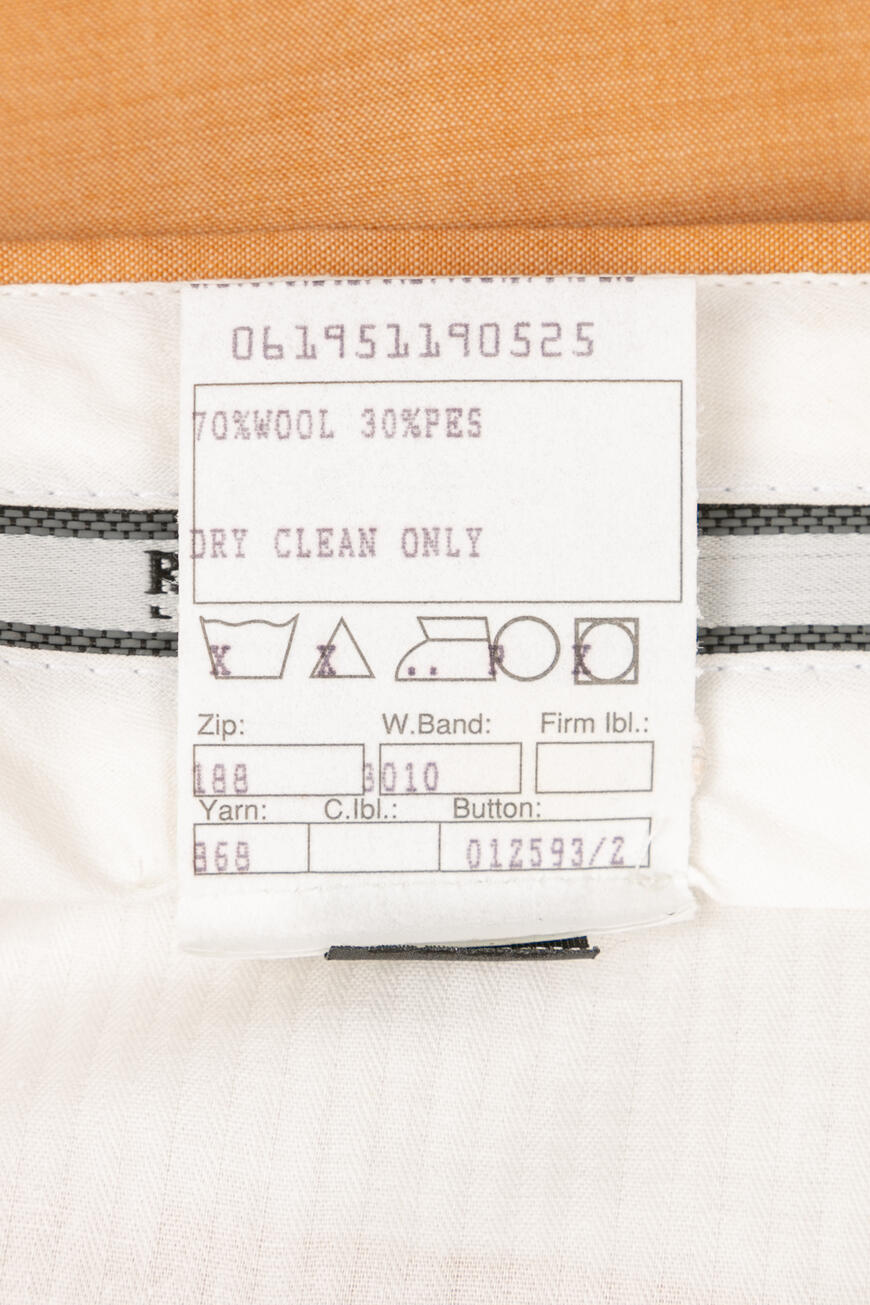 061951190525
70%WOOL 30%PES
DRY CLEAN ONLY
R
X X .. P X
Zip: W.Band: Firm lbl.:
188 3010
Yarn: C.lbl.: Button:
868 012593/2